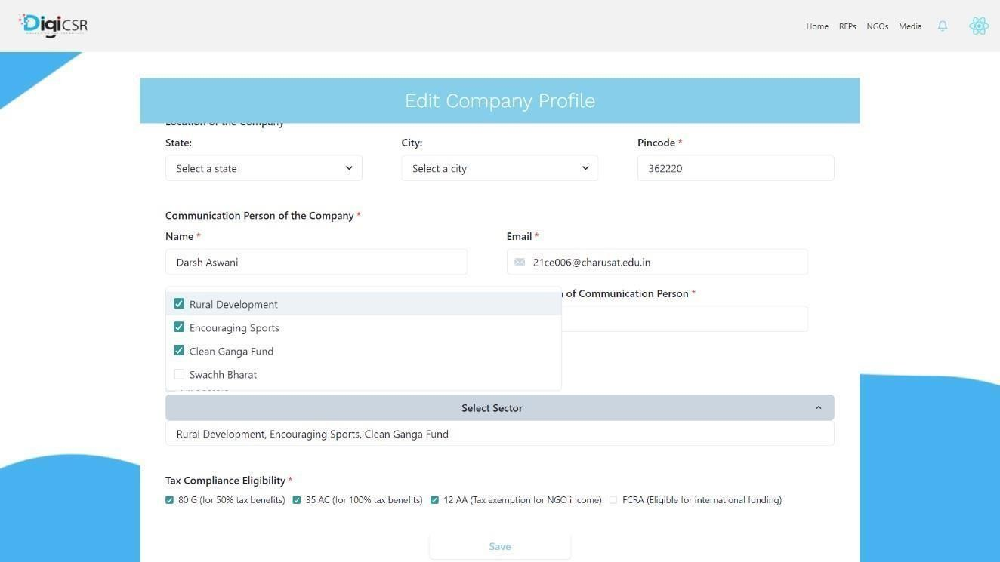 DigiCSR
Home RFPs NGOs Media
Edit Company Profile
Location of the Company
State: City: Pincode *
Select a state Select a city 362220
Communication Person of the Company *
Name * Email *
Darsh Aswani 21ce006@charusat.edu.in
of Communication Person *
Rural Development
Encouraging Sports
Clean Ganga Fund
Swachh Bharat
Select Sector
Rural Development, Encouraging Sports, Clean Ganga Fund
Tax Compliance Eligibility *
80 G (for 50% tax benefits) 35 AC (for 100% tax benefits) 12 AA (Tax exemption for NGO income) FCRA (Eligible for international funding)
Save